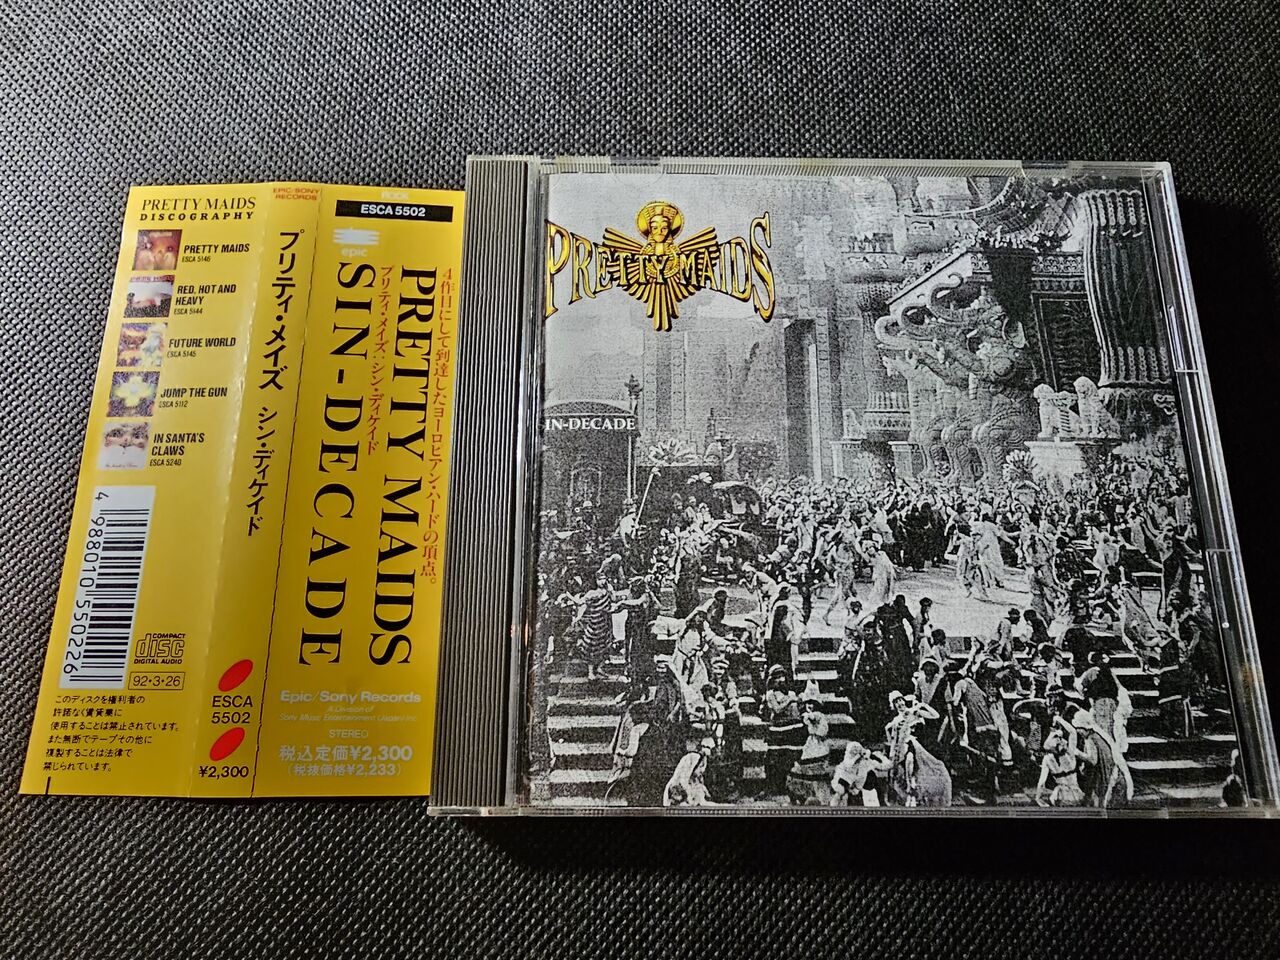 PRETTY MAIDS
DISCOGRAPHY
PRETTY MAIDS
ESCA 5146
RED, HOT AND
HEAVY
ESCA 5144
FUTURE WORLD
ESCA 5145
JUMP THE GUN
ESCA 5112
IN SANTA'S
CLAWS
ESCA 5240
4 988010 550226
COMPACT
disc
DIGITAL AUDIO
92・3・26
このディスクを権利者の
許諾なく賃貸業に
使用することは禁止されています。
また無断でテープその他に
複製することは法律で
禁じられています。
EPIC/SONY
RECORDS
プリティ・メイズ シン・ディケイド
ESCA
5502
¥2,300
ROCK
ESCA 5502
epic
4作目にして到達したヨーロピアン・ハードの頂点。
PRETTY MAIDS
プリティ・メイズ/シン・ディケイド
SIN-DECADE
Epic/Sony Records
A Division of
Sony Music Entertainment (Japan) Inc.
STEREO
税込定価¥2,300
(税抜価格¥2,233)
PRETTY MAIDS
IN-DECADE